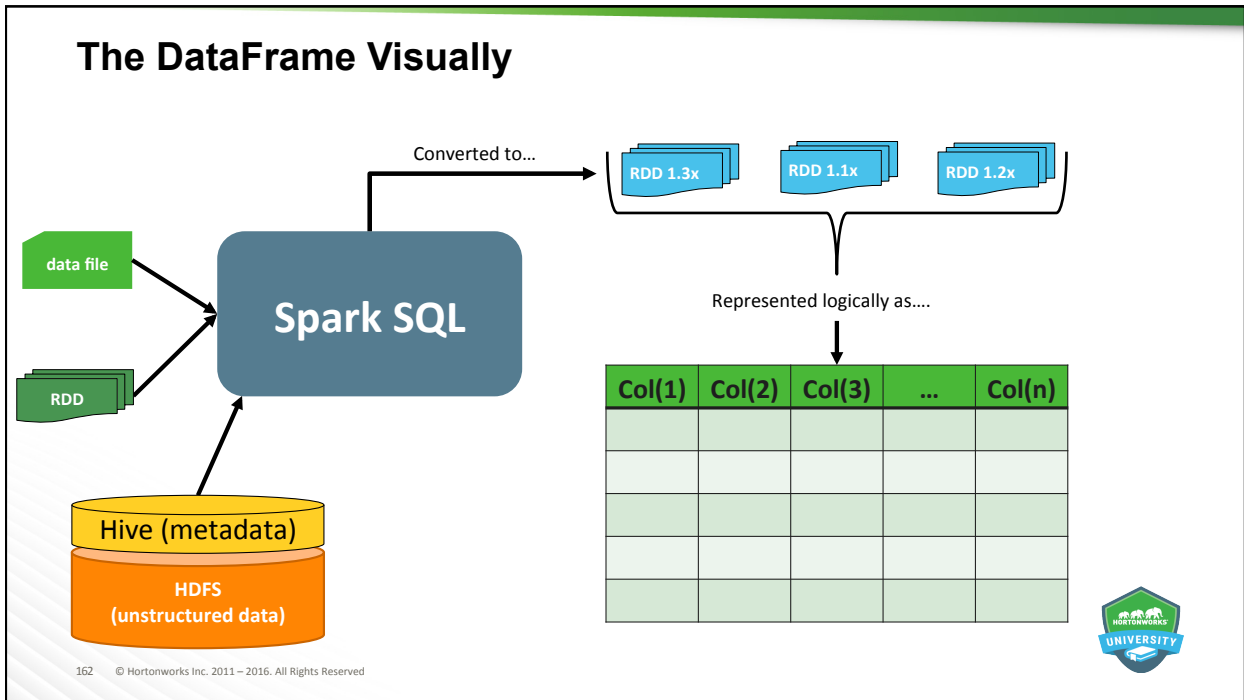 The DataFrame Visually
Converted to…
RDD 1.3x
RDD 1.1x
RDD 1.2x
data file
Spark SQL
Represented logically as….
RDD
Col(1) Col(2) Col(3) … Col(n)
Hive (metadata)
HDFS
(unstructured data)
HORTONWORKS
UNIVERSITY
162 © Hortonworks Inc. 2011 – 2016. All Rights Reserved